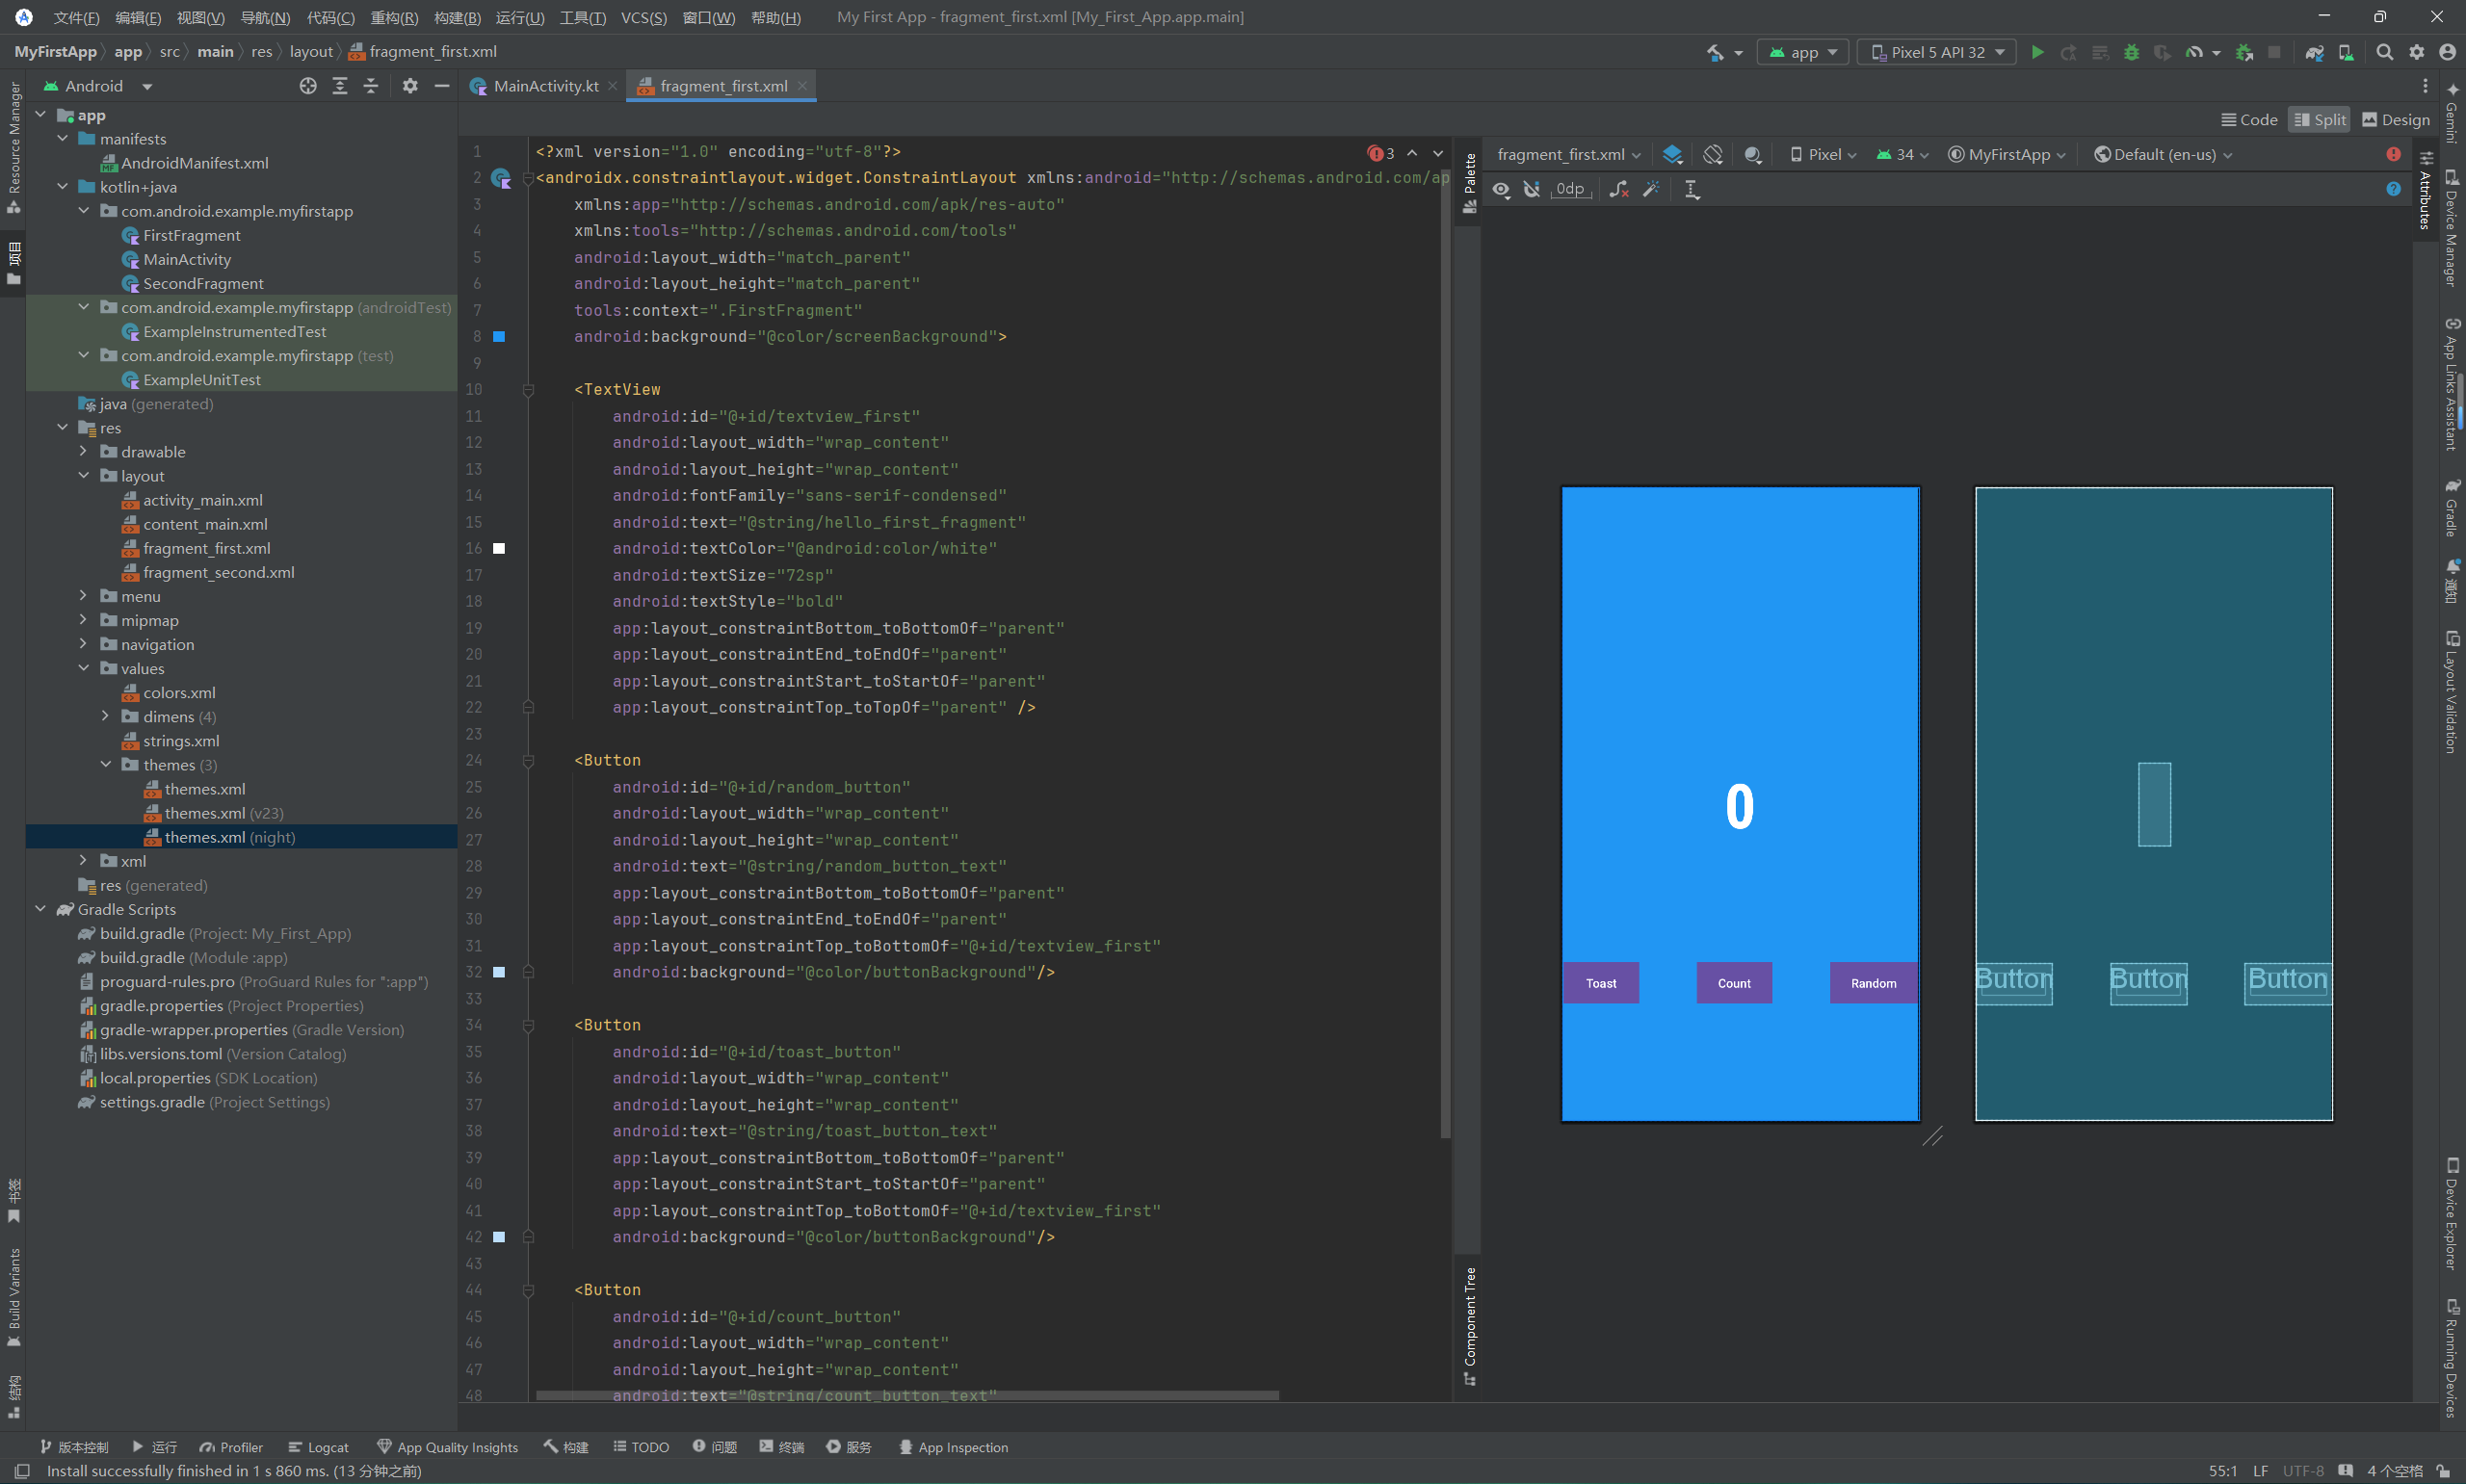 文件(F) 编辑(E) 视图(V) 导航(N) 代码(C) 重构(R) 构建(B) 运行(U) 工具(T) VCS(S) 窗口(W) 帮助(H) My First App - fragment_first.xml [My_First_App.app.main]
MyFirstApp app src main res layout fragment_first.xml
app Pixel 5 API 32
Android
MainActivity.kt fragment_first.xml
Code Split Design
Resource Manager
项目
书签
Build Variants
结构
app
manifests
AndroidManifest.xml
kotlin+java
com.android.example.myfirstapp
FirstFragment
MainActivity
SecondFragment
com.android.example.myfirstapp (androidTest)
ExampleInstrumentedTest
com.android.example.myfirstapp (test)
ExampleUnitTest
java (generated)
res
drawable
layout
activity_main.xml
content_main.xml
fragment_first.xml
fragment_second.xml
menu
mipmap
navigation
values
colors.xml
dimens (4)
strings.xml
themes (3)
themes.xml
themes.xml (v23)
themes.xml (night)
xml
res (generated)
Gradle Scripts
build.gradle (Project: My_First_App)
build.gradle (Module :app)
proguard-rules.pro (ProGuard Rules for ":app")
gradle.properties (Project Properties)
gradle-wrapper.properties (Gradle Version)
libs.versions.toml (Version Catalog)
local.properties (SDK Location)
settings.gradle (Project Settings)
3
1 <?xml version="1.0" encoding="utf-8"?>
2 <androidx.constraintlayout.widget.ConstraintLayout xmlns:android="http://schemas.android.com/ap
3 xmlns:app="http://schemas.android.com/apk/res-auto"
4 xmlns:tools="http://schemas.android.com/tools"
5 android:layout_width="match_parent"
6 android:layout_height="match_parent"
7 tools:context=".FirstFragment"
8 android:background="@color/screenBackground">
9
10 <TextView
11 android:id="@+id/textview_first"
12 android:layout_width="wrap_content"
13 android:layout_height="wrap_content"
14 android:fontFamily="sans-serif-condensed"
15 android:text="@string/hello_first_fragment"
16 android:textColor="@android:color/white"
17 android:textSize="72sp"
18 android:textStyle="bold"
19 app:layout_constraintBottom_toBottomOf="parent"
20 app:layout_constraintEnd_toEndOf="parent"
21 app:layout_constraintStart_toStartOf="parent"
22 app:layout_constraintTop_toTopOf="parent" />
23
24 <Button
25 android:id="@+id/random_button"
26 android:layout_width="wrap_content"
27 android:layout_height="wrap_content"
28 android:text="@string/random_button_text"
29 app:layout_constraintBottom_toBottomOf="parent"
30 app:layout_constraintEnd_toEndOf="parent"
31 app:layout_constraintTop_toBottomOf="@+id/textview_first"
32 android:background="@color/buttonBackground"/>
33
34 <Button
35 android:id="@+id/toast_button"
36 android:layout_width="wrap_content"
37 android:layout_height="wrap_content"
38 android:text="@string/toast_button_text"
39 app:layout_constraintBottom_toBottomOf="parent"
40 app:layout_constraintStart_toStartOf="parent"
41 app:layout_constraintTop_toBottomOf="@+id/textview_first"
42 android:background="@color/buttonBackground"/>
43
44 <Button
45 android:id="@+id/count_button"
46 android:layout_width="wrap_content"
47 android:layout_height="wrap_content"
48 android:text="@string/count_button_text"
Palette
Component Tree
fragment_first.xml Pixel 34 MyFirstApp Default (en-us)
0dp
0
Toast Count Random
Button Button Button
Attributes
Gemini
Device Manager
App Links Assistant
Gradle
通知
Layout Validation
Device Explorer
Running Devices
版本控制 运行 Profiler Logcat App Quality Insights 构建 TODO 问题 终端 服务 App Inspection
Install successfully finished in 1 s 860 ms. (13 分钟之前) 55:1 LF UTF-8 4 个空格